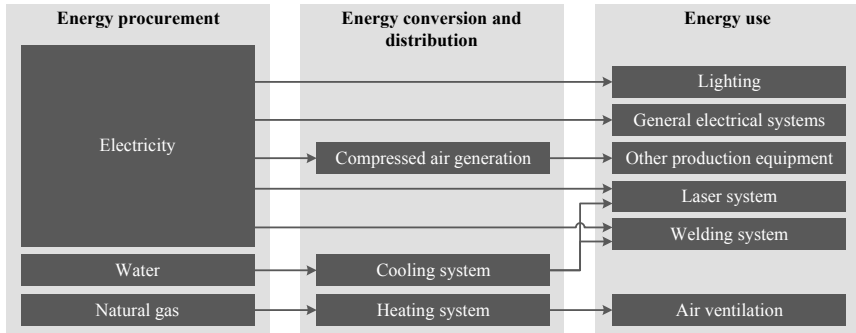 Energy procurement
Energy conversion and
distribution
Energy use
Electricity
Lighting
General electrical systems
Compressed air generation
Other production equipment
Laser system
Welding system
Water
Cooling system
Natural gas
Heating system
Air ventilation